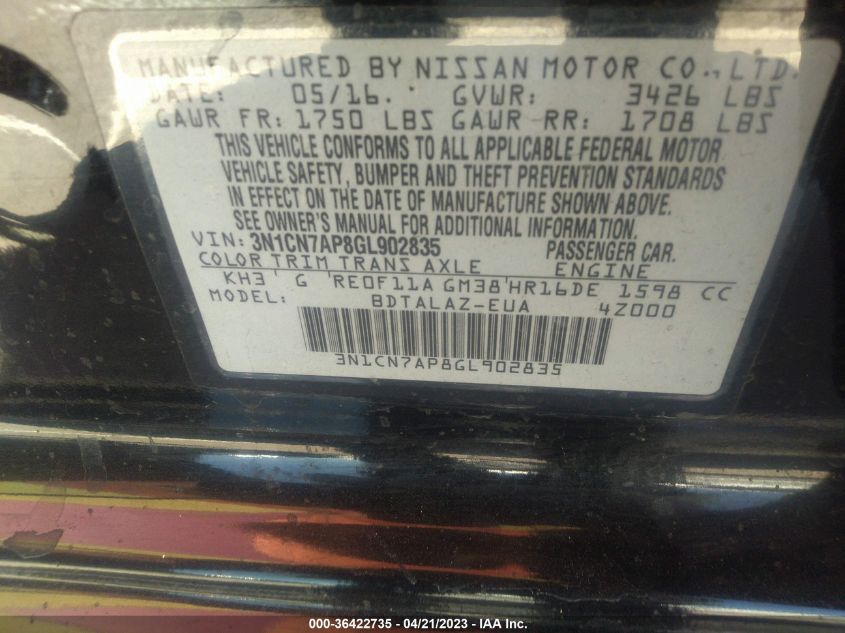 MANUFACTURED BY NISSAN MOTOR CO., LTD.
DATE: 05/16. GVWR: 3426 LBS
GAWR FR: 1750 LBS GAWR RR: 1708 LBS
THIS VEHICLE CONFORMS TO ALL APPLICABLE FEDERAL MOTOR
VEHICLE SAFETY, BUMPER AND THEFT PREVENTION STANDARDS
IN EFFECT ON THE DATE OF MANUFACTURE SHOWN ABOVE.
SEE OWNER'S MANUAL FOR ADDITIONAL INFORMATION.
VIN: 3N1CN7AP8GL902835 PASSENGER CAR.
COLOR TRIM TRANS AXLE ENGINE
KH3' G 'RE0F11A GM38'HR16DE 1598 CC
MODEL: BDTALAZ-EUA 4Z000
3N1CN7AP8GL902835
000-36422735 - 04/21/2023 - IAA Inc.